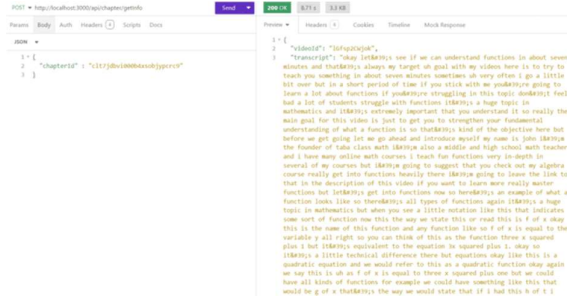 POST http://localhost:3000/api/chapter/getInfo Send
200 OK 8.71 s 3.3 KB
Params Body Auth Headers 4 Scripts Docs
Preview Headers Cookies Timeline Mock Response
JSON
1 {
2 "chapterId" :
3 }
1 {
2 "videoId":
3 "transcript": "okay let&#39;s see if we can understand functions in about seven
minutes and that&#39;s always my target uh goal with my videos here is to try to
teach you something in about seven minutes sometimes uh very often i go a little
bit over but in a short period of time if you stick with me you&#39;re going to
learn a lot about functions if you&#39;re struggling in this topic don&#39;t feel
bad a lot of students struggle with functions it&#39;s a huge topic in
mathematics and it&#39;s extremely important that you understand it so really the
main goal for this video is just to get you to strengthen your fundamental
understanding of what a function is so that&#39;s kind of the objective here but
before we get going let me go ahead and introduce myself my name is john i&#39;m
the founder of class i&#39;m also a middle and high school math teacher
and i have many online math courses i teach fun functions very in-depth in
several of my courses but i&#39;m going to suggest that you check out my algebra
course really get into functions heavily there i&#39;m going to leave the link to
that in the description of this video if you want to learn more really master
functions but let&#39;s get into functions now so here&#39;s an example of what a
function looks like so there&#39;s all types of functions again it&#39;s a huge
topic in mathematics but when you see a little notation like this that indicates
some sort of function now this the way we state this or read this is f of x okay
this is the name of this function and any function like so f of x is equal to the
variable y all right so you can think of this as the function three x squared
plus 1 but it&#39;s equivalent to the equation 3x squared plus 1. okay so
it&#39;s a little technical difference there but equations okay like this is a
quadratic equation and we would refer to this as a quadratic function okay again
we say this is uh as f of x is equal to three x squared plus one but we could
have all kinds of functions for example we could have something like this that
would be g of x that&#39;s the way we would state that if i had this h of t i